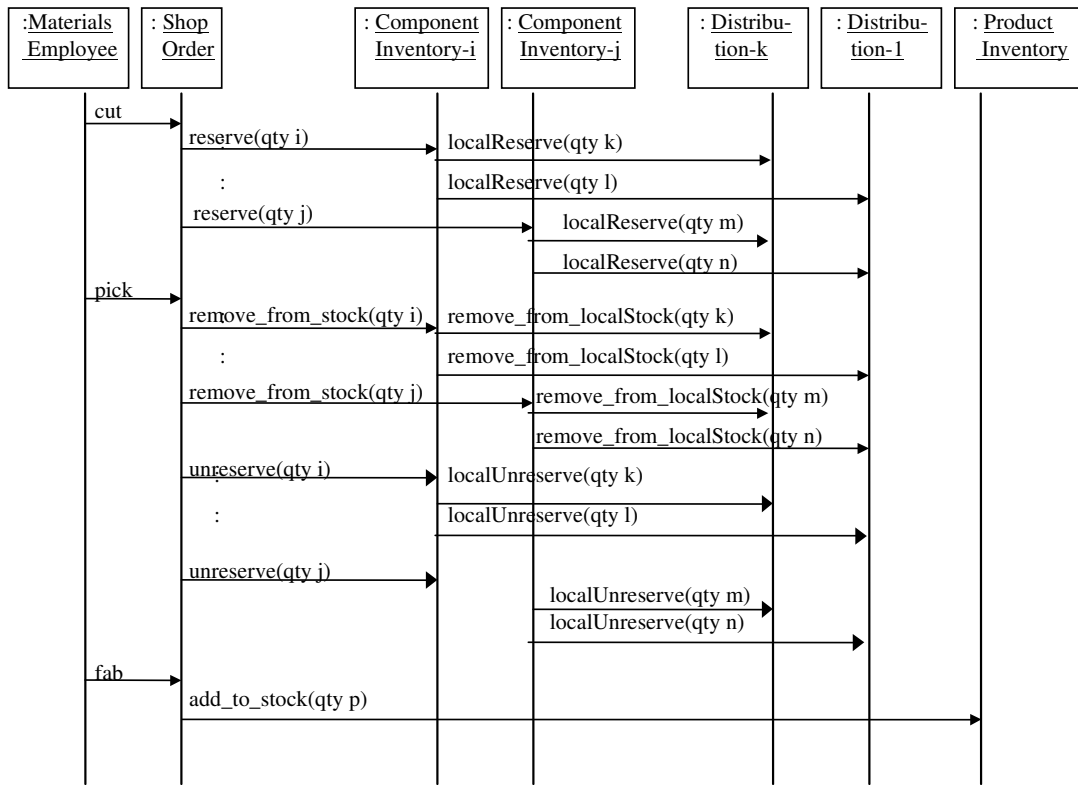 :Materials Employee
: Shop Order
: Component Inventory-i
: Component Inventory-j
: Distribu-tion-k
: Distribu-tion-1
: Product Inventory
cut
reserve(qty i)
localReserve(qty k)
:
:
localReserve(qty l)
reserve(qty j)
localReserve(qty m)
localReserve(qty n)
pick
remove_from_stock(qty i)
remove_from_localStock(qty k)
:
:
remove_from_localStock(qty l)
remove_from_stock(qty j)
remove_from_localStock(qty m)
remove_from_localStock(qty n)
unreserve(qty i)
localUnreserve(qty k)
:
:
localUnreserve(qty l)
unreserve(qty j)
localUnreserve(qty m)
localUnreserve(qty n)
fab
add_to_stock(qty p)